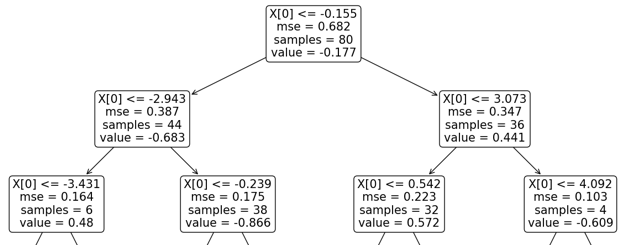 X[0] <= -0.155
mse = 0.682
samples = 80
value = -0.177
X[0] <= -2.943
mse = 0.387
samples = 44
value = -0.683
X[0] <= 3.073
mse = 0.347
samples = 36
value = 0.441
X[0] <= -3.431
mse = 0.164
samples = 6
value = 0.48
X[0] <= -0.239
mse = 0.175
samples = 38
value = -0.866
X[0] <= 0.542
mse = 0.223
samples = 32
value = 0.572
X[0] <= 4.092
mse = 0.103
samples = 4
value = -0.609